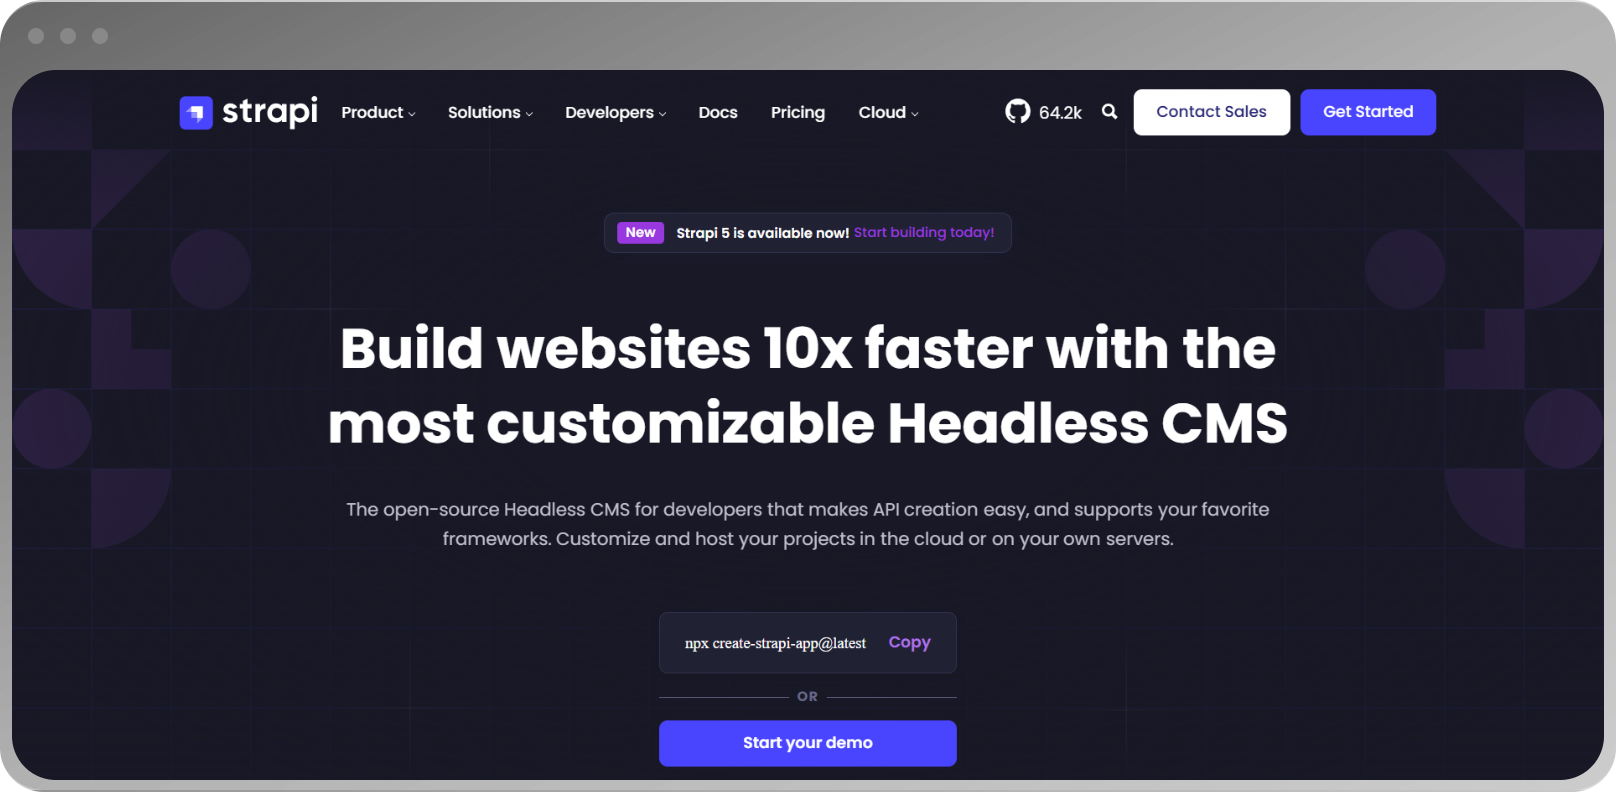 strapi Product Solutions Developers Docs Pricing Cloud 64.2k Contact Sales Get Started
New Strapi 5 is available now! Start building today!
Build websites 10x faster with the
most customizable Headless CMS
The open-source Headless CMS for developers that makes API creation easy, and supports your favorite
frameworks. Customize and host your projects in the cloud or on your own servers.
npx create-strapi-app@latest Copy
OR
Start your demo